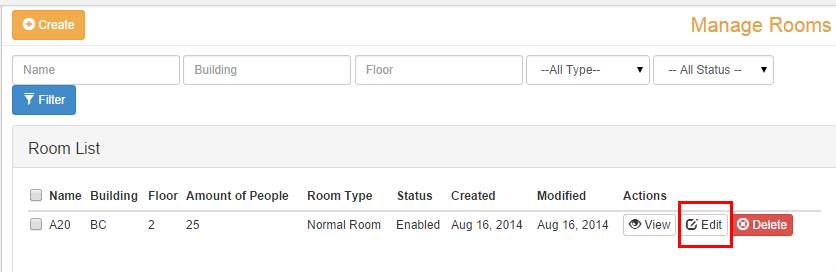 Create
Manage Rooms
Name Building Floor --All Type-- -- All Status --
Filter
Room List
Name Building Floor Amount of People Room Type Status Created Modified Actions
A20 BC 2 25 Normal Room Enabled Aug 16, 2014 Aug 16, 2014 View Edit Delete